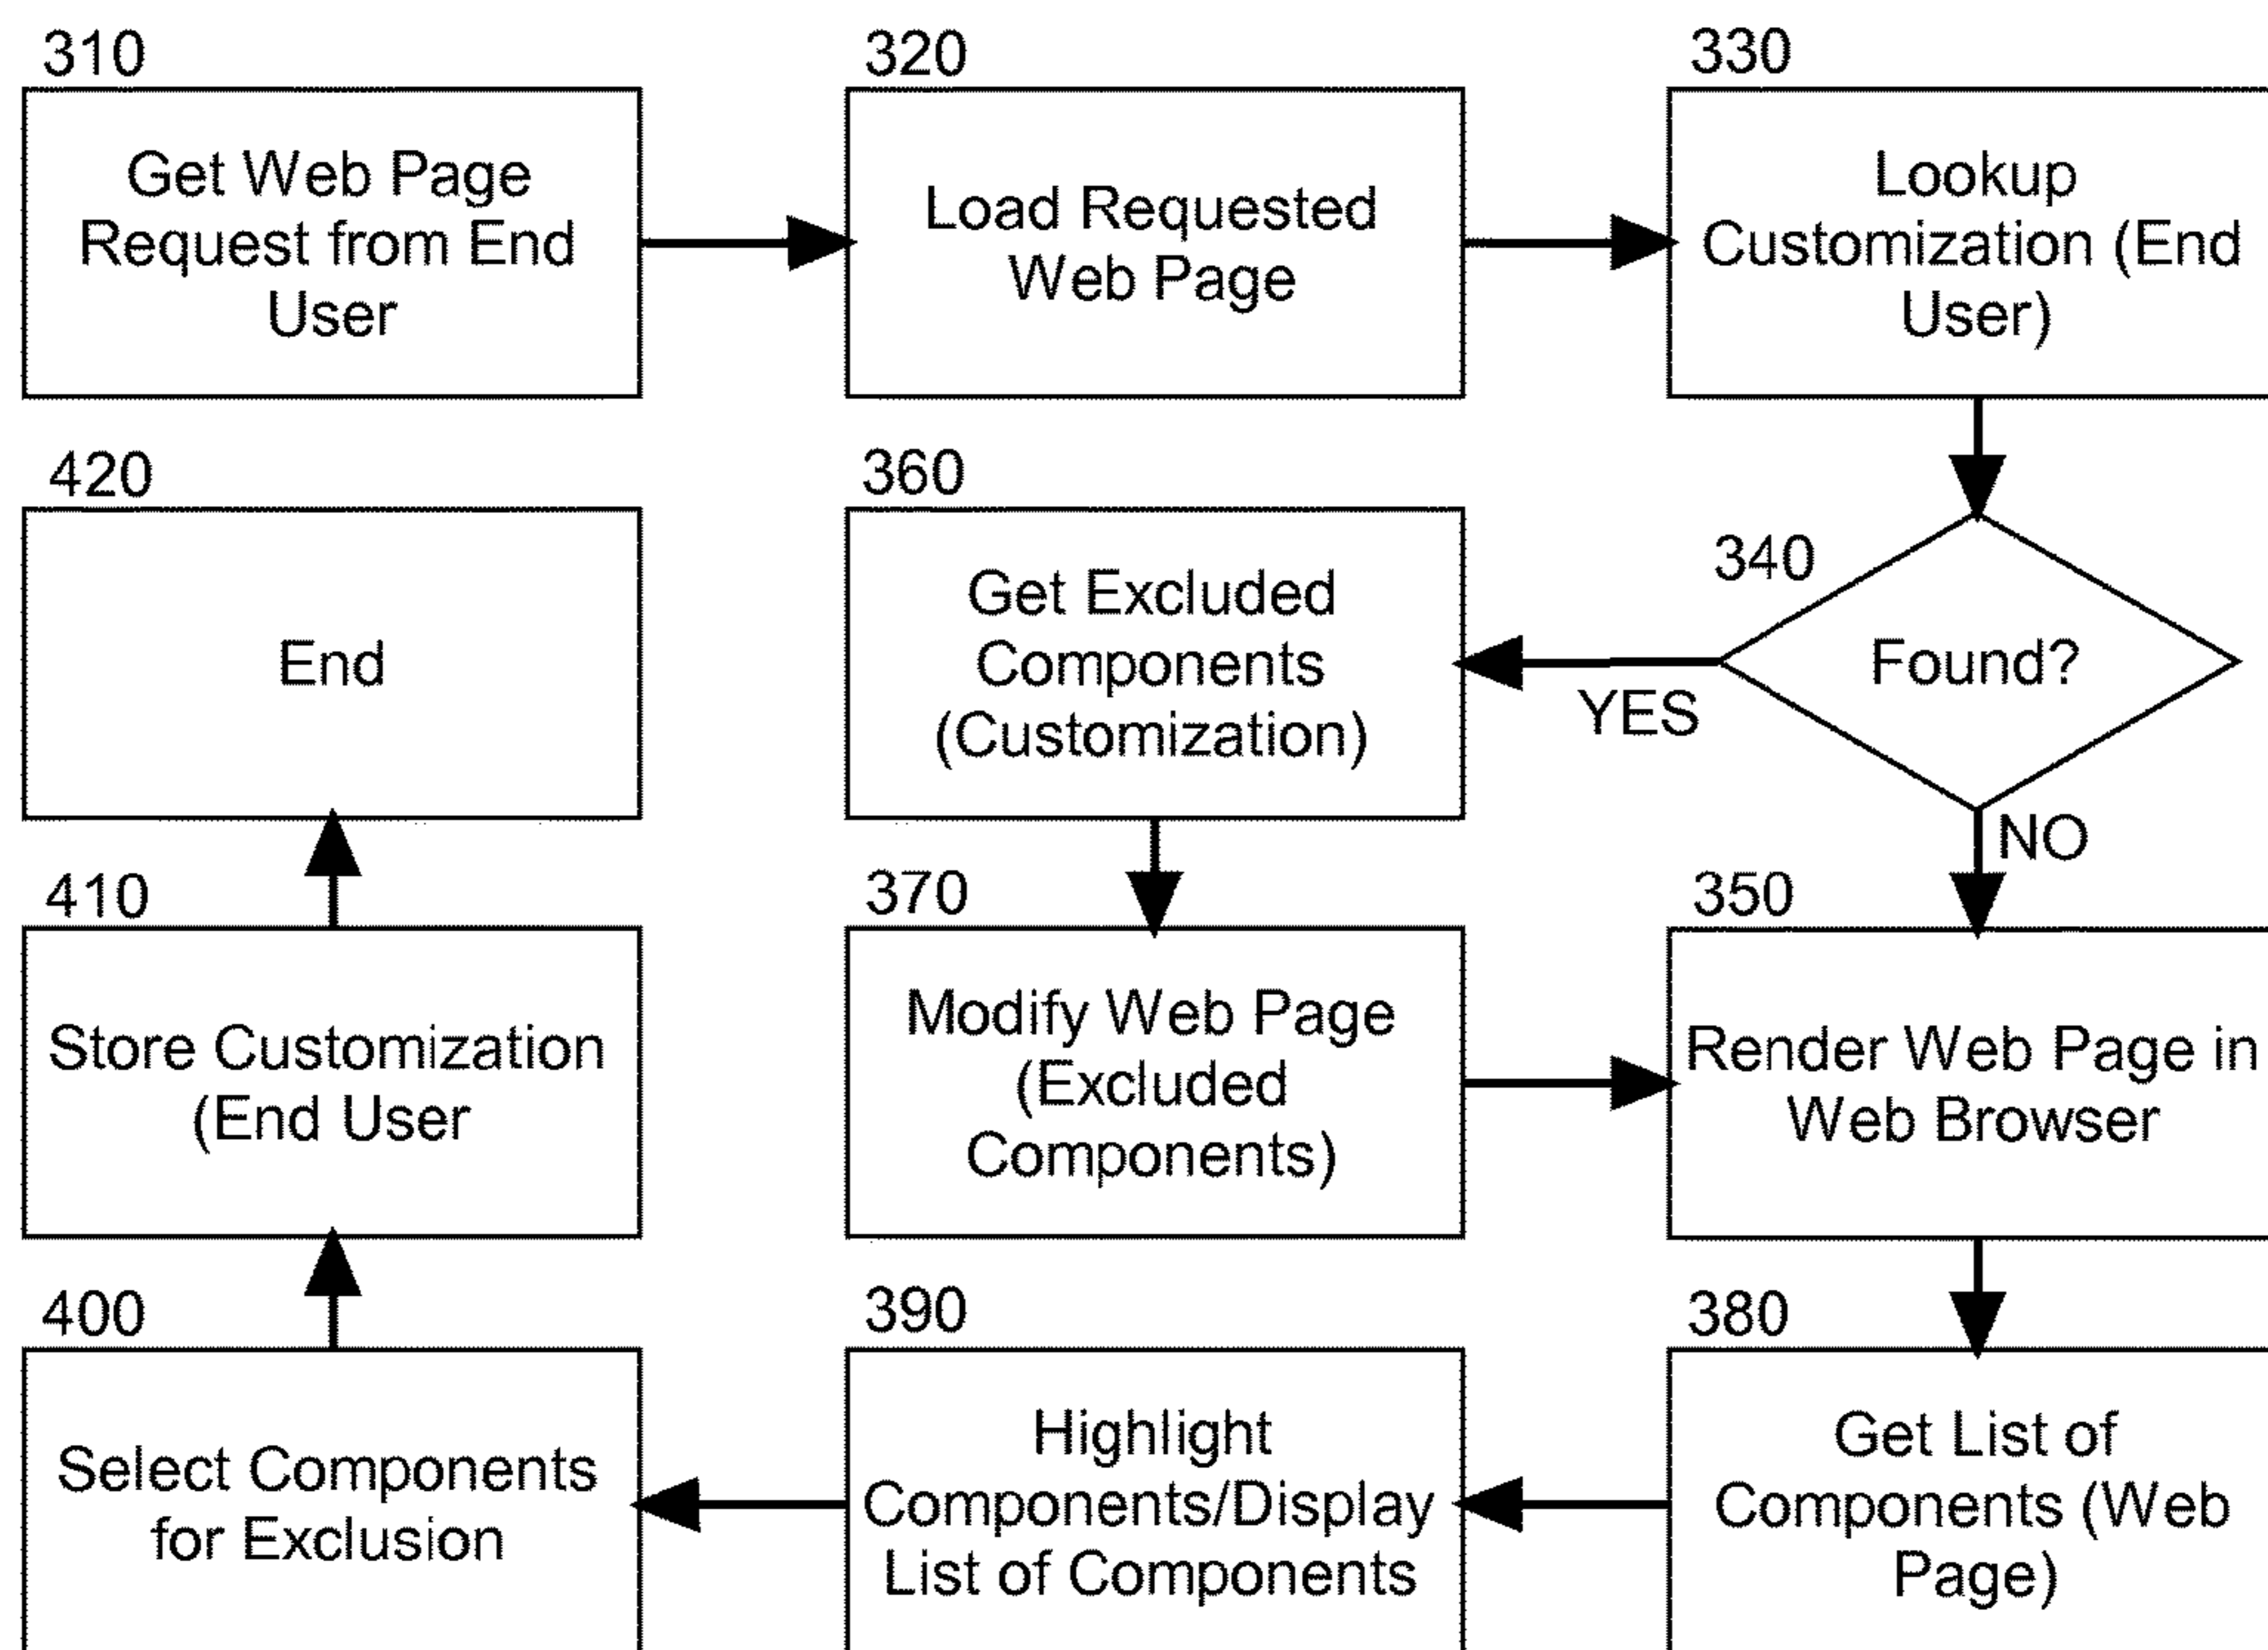 310
Get Web Page
Request from End
User
320
Load Requested
Web Page
330
Lookup
Customization (End
User)
340
Found?
YES
NO
360
Get Excluded
Components
(Customization)
420
End
370
Modify Web Page
(Excluded
Components)
350
Render Web Page in
Web Browser
410
Store Customization
(End User
380
Get List of
Components (Web
Page)
390
Highlight
Components/Display
List of Components
400
Select Components
for Exclusion